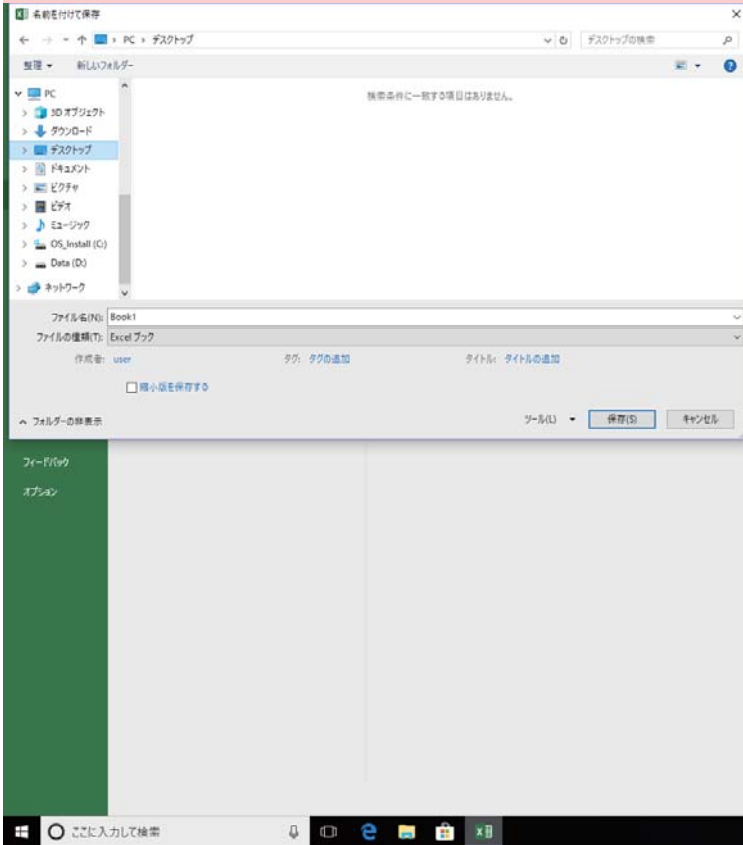 名前を付けて保存
PC › デスクトップ
デスクトップの検索
整理
新しいフォルダー
PC
3D オブジェクト
ダウンロード
デスクトップ
ドキュメント
ピクチャ
ビデオ
ミュージック
OS_Install (C:)
Data (D:)
ネットワーク
検索条件に一致する項目はありません。
ファイル名(N): Book1
ファイルの種類(T): Excel ブック
作成者: user タグ: タグの追加 タイトル: タイトルの追加
縮小版を保存する
フォルダーの非表示
ツール(L) 保存(S) キャンセル
フィードバック
オプション
ここに入力して検索